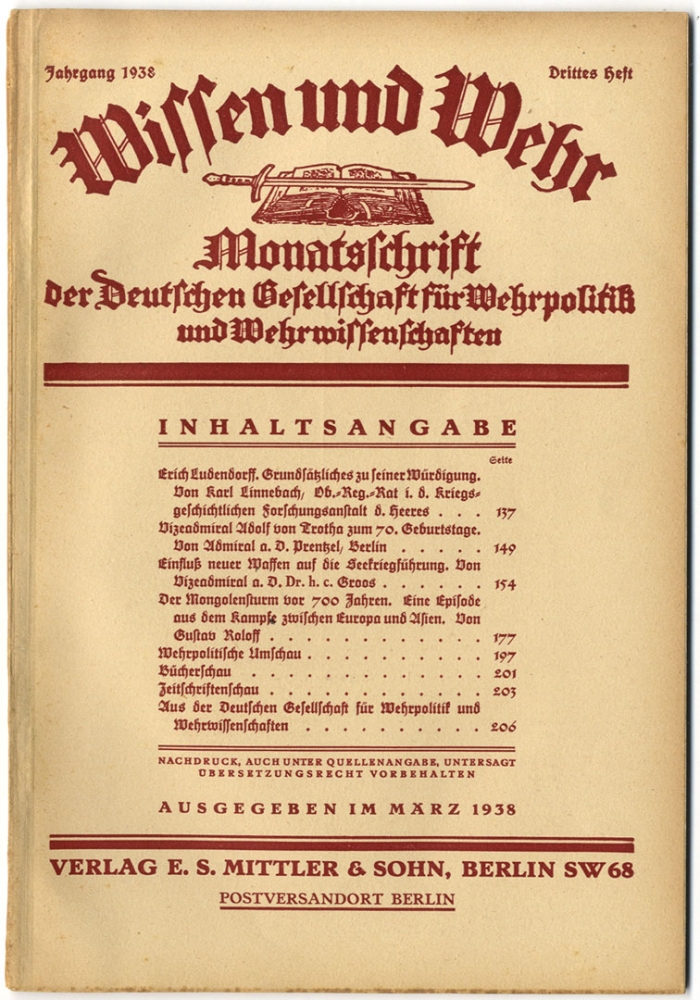 Jahrgang 1938
Drittes Heft
Wissen und Wehr
Monatsschrift
der Deutschen Gesellschaft für Wehrpolitik
und Wehrwissenschaften
INHALTSANGABE
Seite
Erich Ludendorff. Grundsätzliches zu seiner Würdigung.
Von Karl Linnebach, Ob.-Reg.-Rat i. d. Kriegs-
geschichtlichen Forschungsanstalt d. Heeres . . . 137
Vizeadmiral Adolf von Trotha zum 70. Geburtstage.
Von Admiral a. D. Prentzel, Berlin . . . . . 149
Einfluß neuer Waffen auf die Seekriegführung. Von
Vizeadmiral a. D. Dr. h. c. Groos . . . . . . 154
Der Mongolensturm vor 700 Jahren. Eine Episode
aus dem Kampfe zwischen Europa und Asien. Von
Gustav Roloff . . . . . . . . . . . . . 177
Wehrpolitische Umschau . . . . . . . . . . 197
Bücherschau . . . . . . . . . . . . . . 201
Zeitschriftenschau . . . . . . . . . . . . . 203
Aus der Deutschen Gesellschaft für Wehrpolitik und
Wehrwissenschaften . . . . . . . . . . . 206
NACHDRUCK, AUCH UNTER QUELLENANGABE, UNTERSAGT
ÜBERSETZUNGSRECHT VORBEHALTEN
AUSGEGEBEN IM MÄRZ 1938
VERLAG E. S. MITTLER & SOHN, BERLIN SW 68
POSTVERSANDORT BERLIN